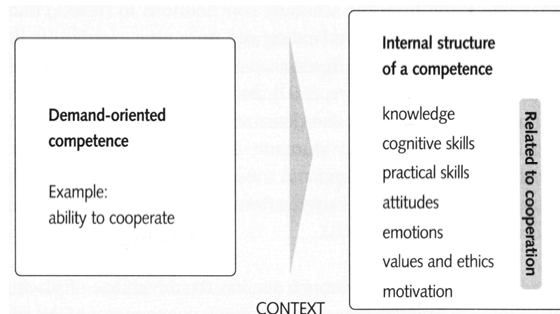 Demand-oriented
competence
Example:
ability to cooperate
CONTEXT
Internal structure
of a competence
knowledge
cognitive skills
practical skills
attitudes
emotions
values and ethics
motivation
Related to cooperation